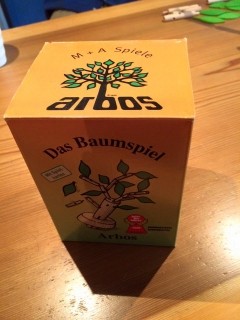 M + A Spiele
arbos
Das Baumspiel
Arbos